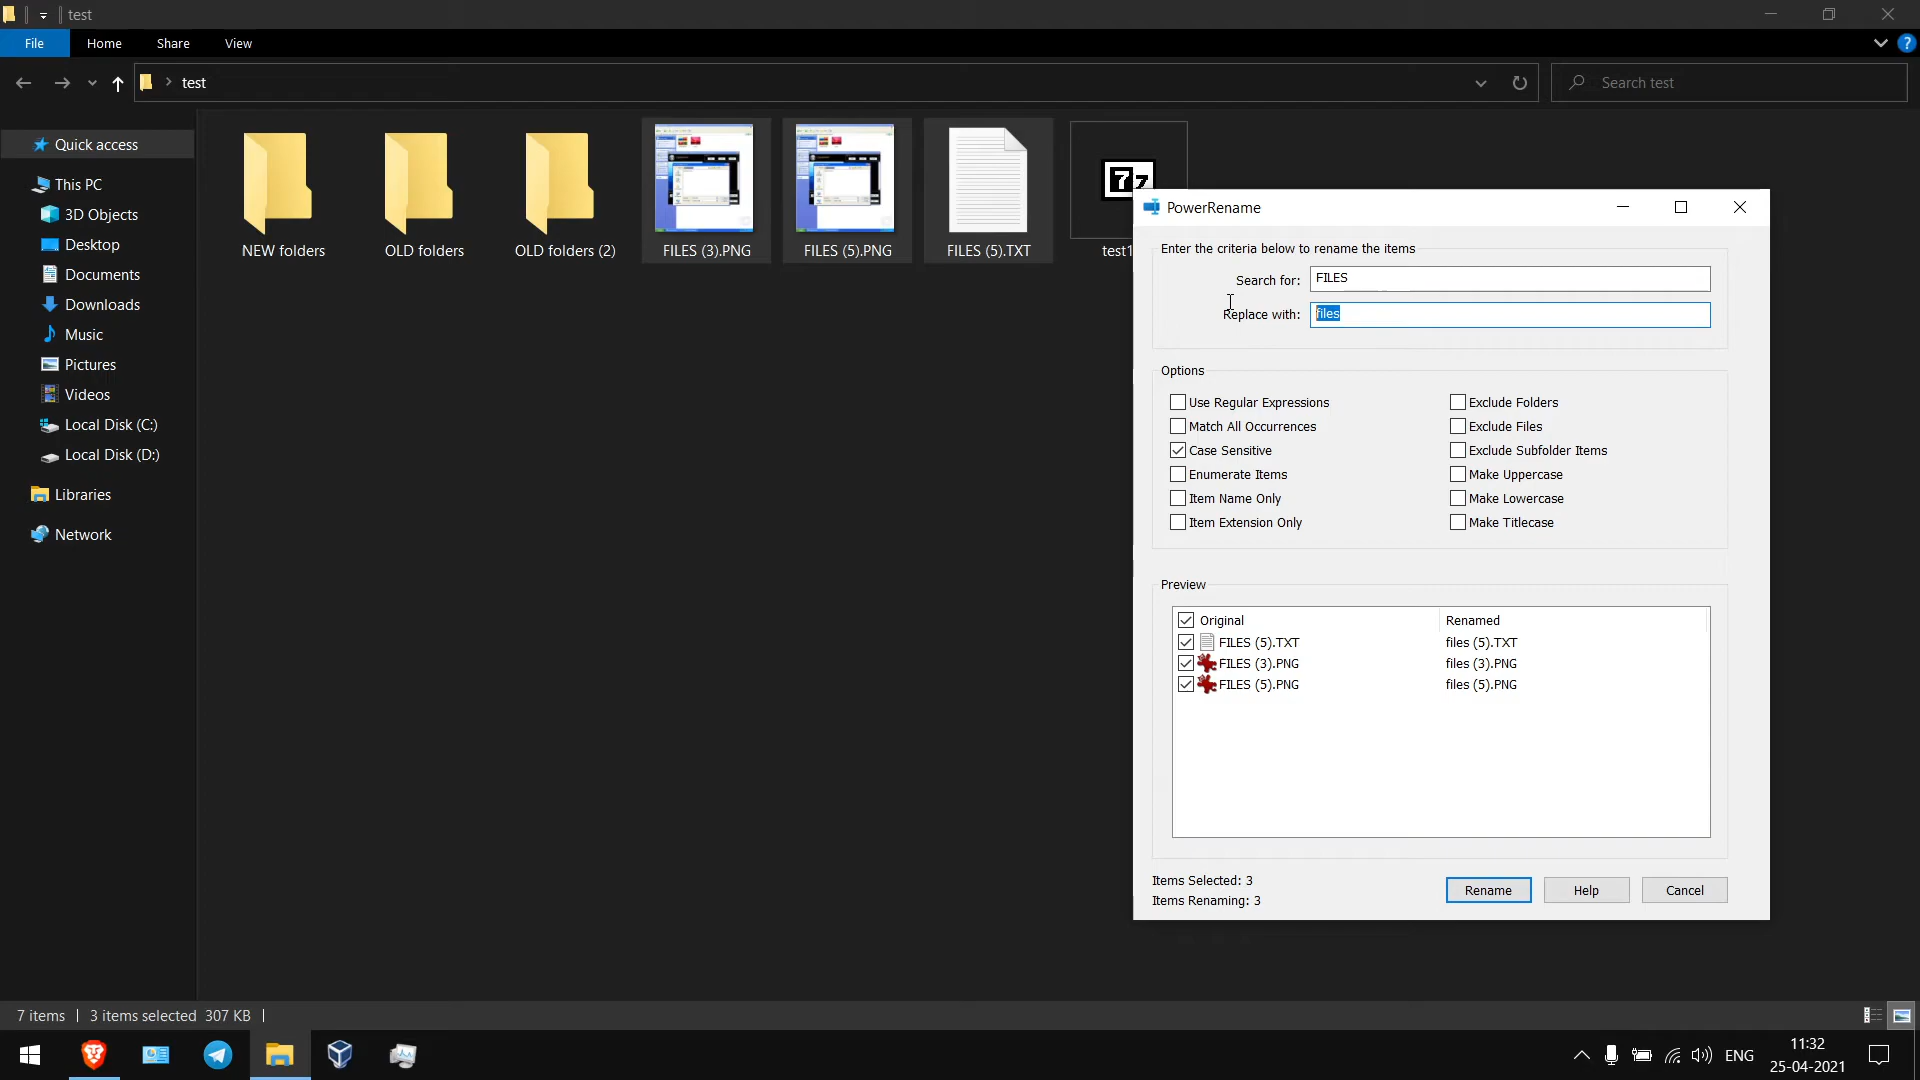 test
File Home Share View
test
Search test
Quick access
This PC
3D Objects
Desktop
Documents
Downloads
Music
Pictures
Videos
Local Disk (C:)
Local Disk (D:)
Libraries
Network
NEW folders
OLD folders
OLD folders (2)
FILES (3).PNG
FILES (5).PNG
FILES (5).TXT
test1
PowerRename
Enter the criteria below to rename the items
Search for: FILES
Replace with: files
Options
Use Regular Expressions
Match All Occurrences
Case Sensitive
Enumerate Items
Item Name Only
Item Extension Only
Exclude Folders
Exclude Files
Exclude Subfolder Items
Make Uppercase
Make Lowercase
Make Titlecase
Preview
Original Renamed
FILES (5).TXT files (5).TXT
FILES (3).PNG files (3).PNG
FILES (5).PNG files (5).PNG
Items Selected: 3
Items Renaming: 3
Rename Help Cancel
7 items 3 items selected 307 KB
ENG
11:32
25-04-2021